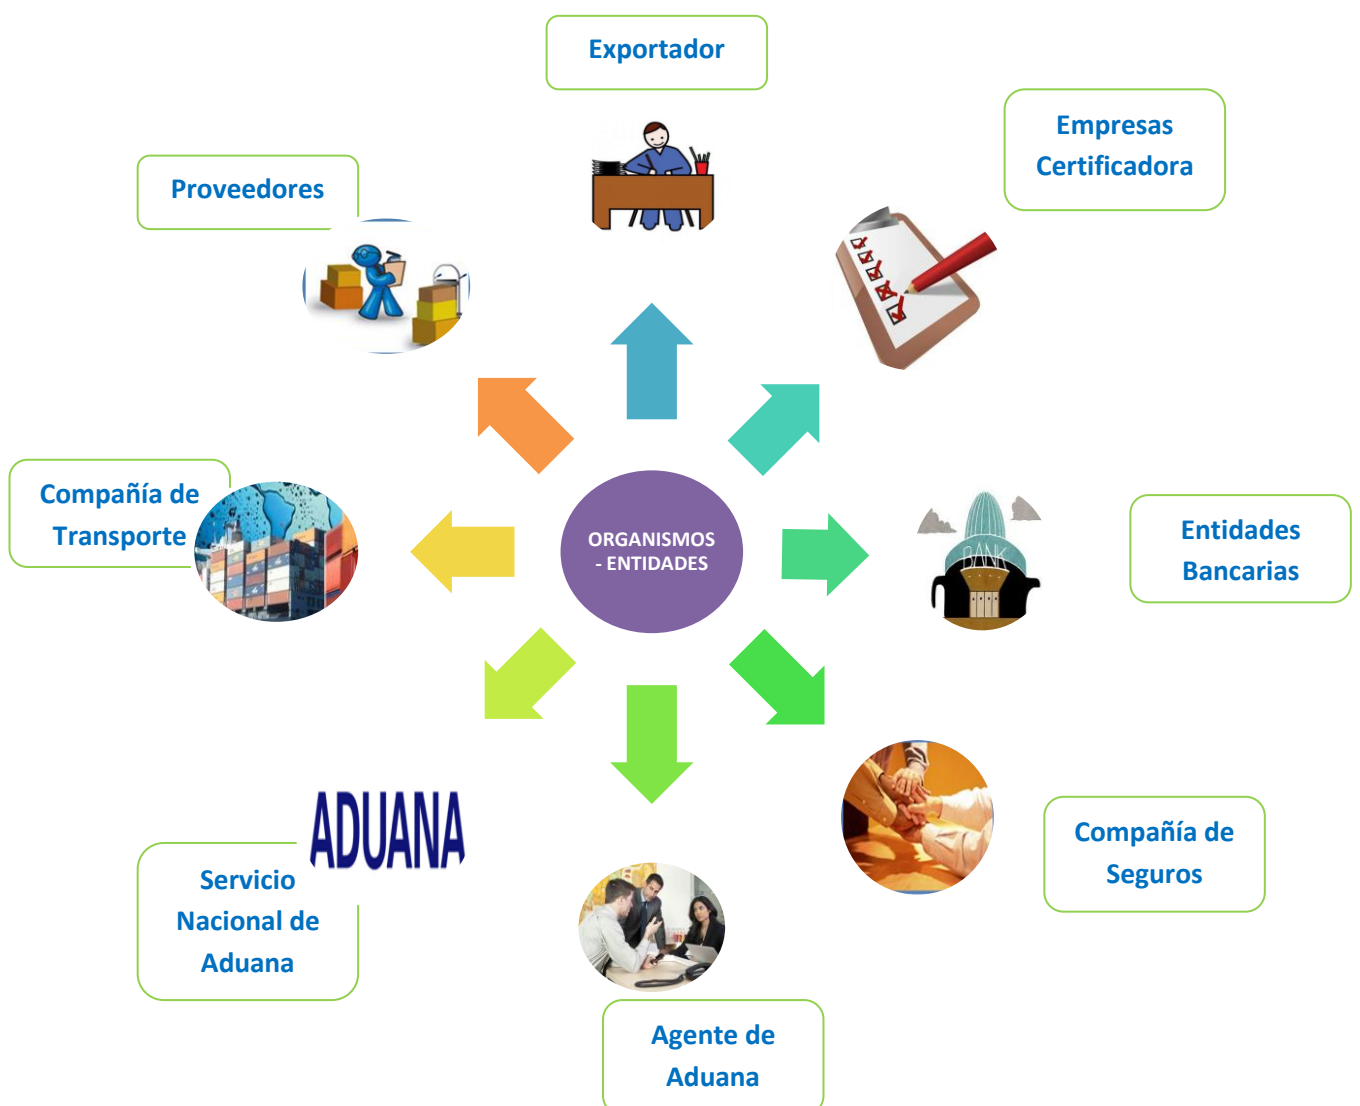 Exportador
Empresas
Certificadora
Proveedores
Compañía de
Transporte
ORGANISMOS
- ENTIDADES
BANK
Entidades
Bancarias
ADUANA
Servicio
Nacional de
Aduana
Compañía de
Seguros
Agente de
Aduana